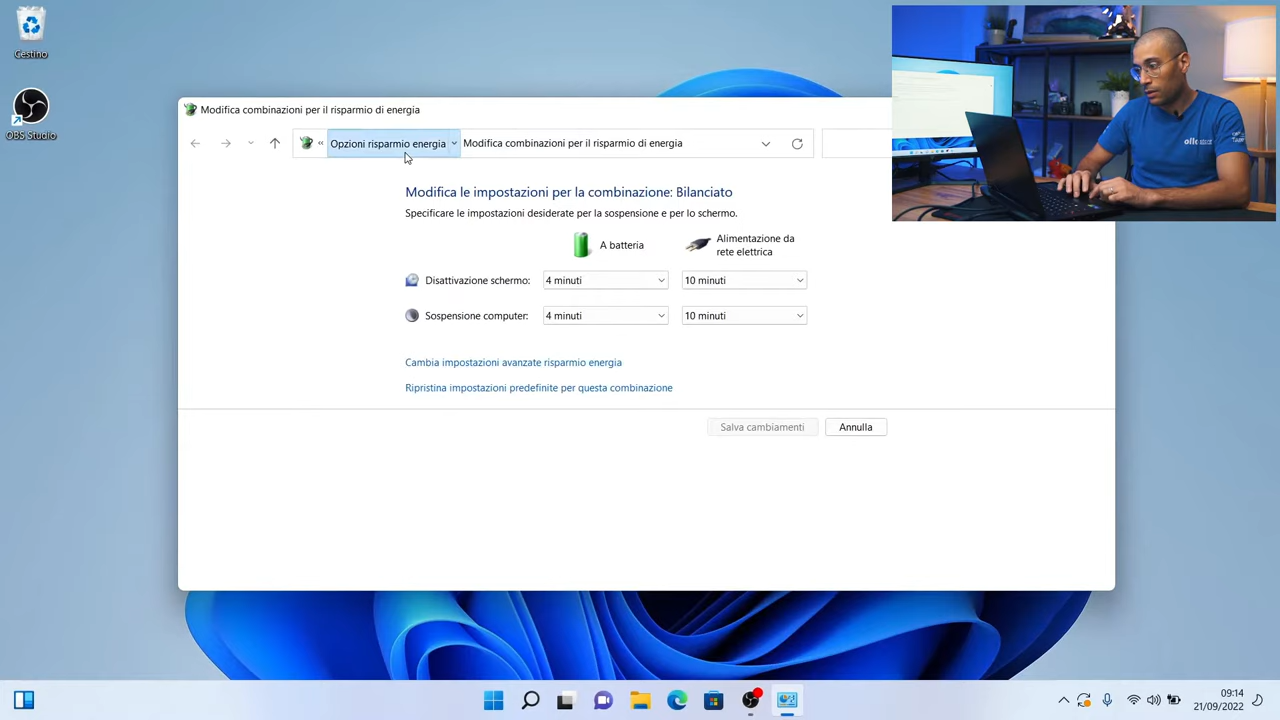 Cestino
OBS Studio
Modifica combinazioni per il risparmio di energia
« Opzioni risparmio energia Modifica combinazioni per il risparmio di energia
Modifica le impostazioni per la combinazione: Bilanciato
Specificare le impostazioni desiderate per la sospensione e per lo schermo.
A batteria
Alimentazione da
rete elettrica
Disattivazione schermo: 4 minuti 10 minuti
Sospensione computer: 4 minuti 10 minuti
Cambia impostazioni avanzate risparmio energia
Ripristina impostazioni predefinite per questa combinazione
Salva cambiamenti Annulla
09:14
21/09/2022